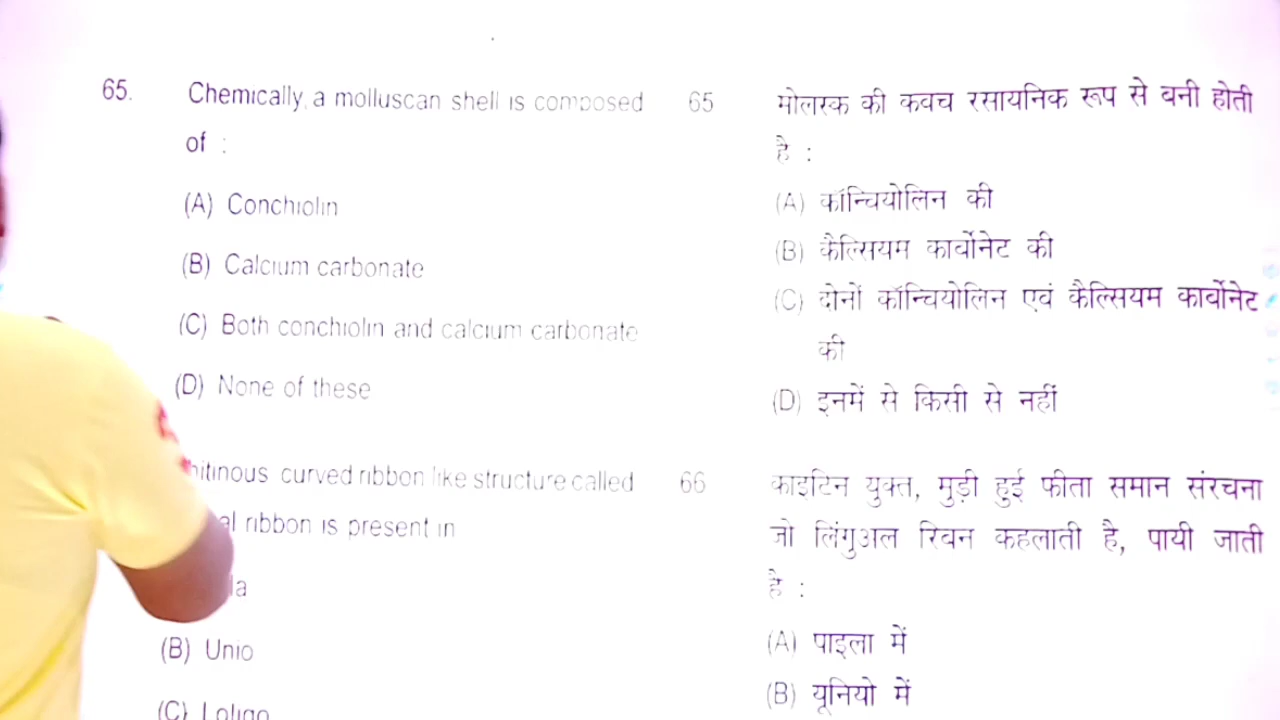 65. Chemically, a molluscan shell is composed
of :
(A) Conchiolin
(B) Calcium carbonate
(C) Both conchiolin and calcium carbonate
(D) None of these
curved ribbon like structure called
ribbon is present in
(B) Unio
(C) Loligo
65 मोलस्क की कवच रसायनिक रूप से बनी होती
है :
(A) कॉन्चियोलिन की
(B) कैल्सियम कार्बोनेट की
(C) दोनों कॉन्चियोलिन एवं कैल्सियम कार्बोनेट
की
(D) इनमें से किसी से नहीं
66 काइटिन युक्त, मुड़ी हुई फीता समान संरचना
जो लिंगुअल रिबन कहलाती है, पायी जाती
है :
(A) पाइला में
(B) यूनियो में